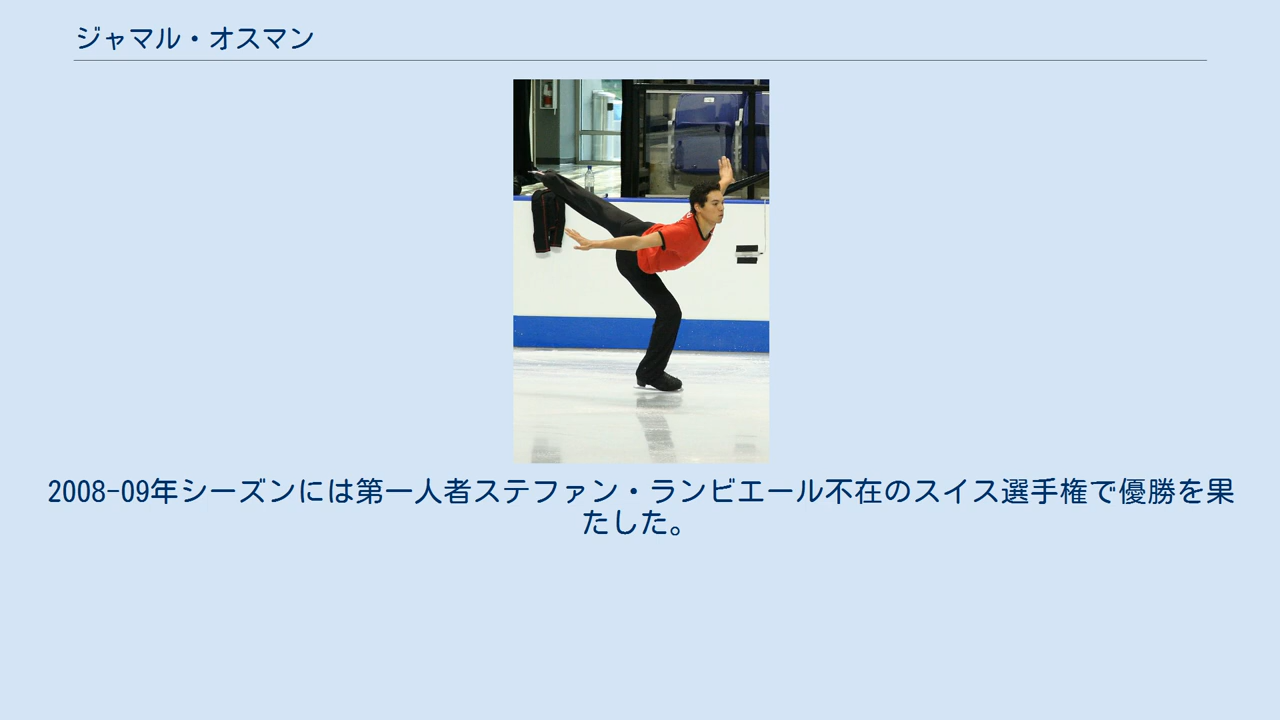 ジャマル・オスマン
2008-09年シーズンには第一人者ステファン・ランビエール不在のスイス選手権で優勝を果
たした。